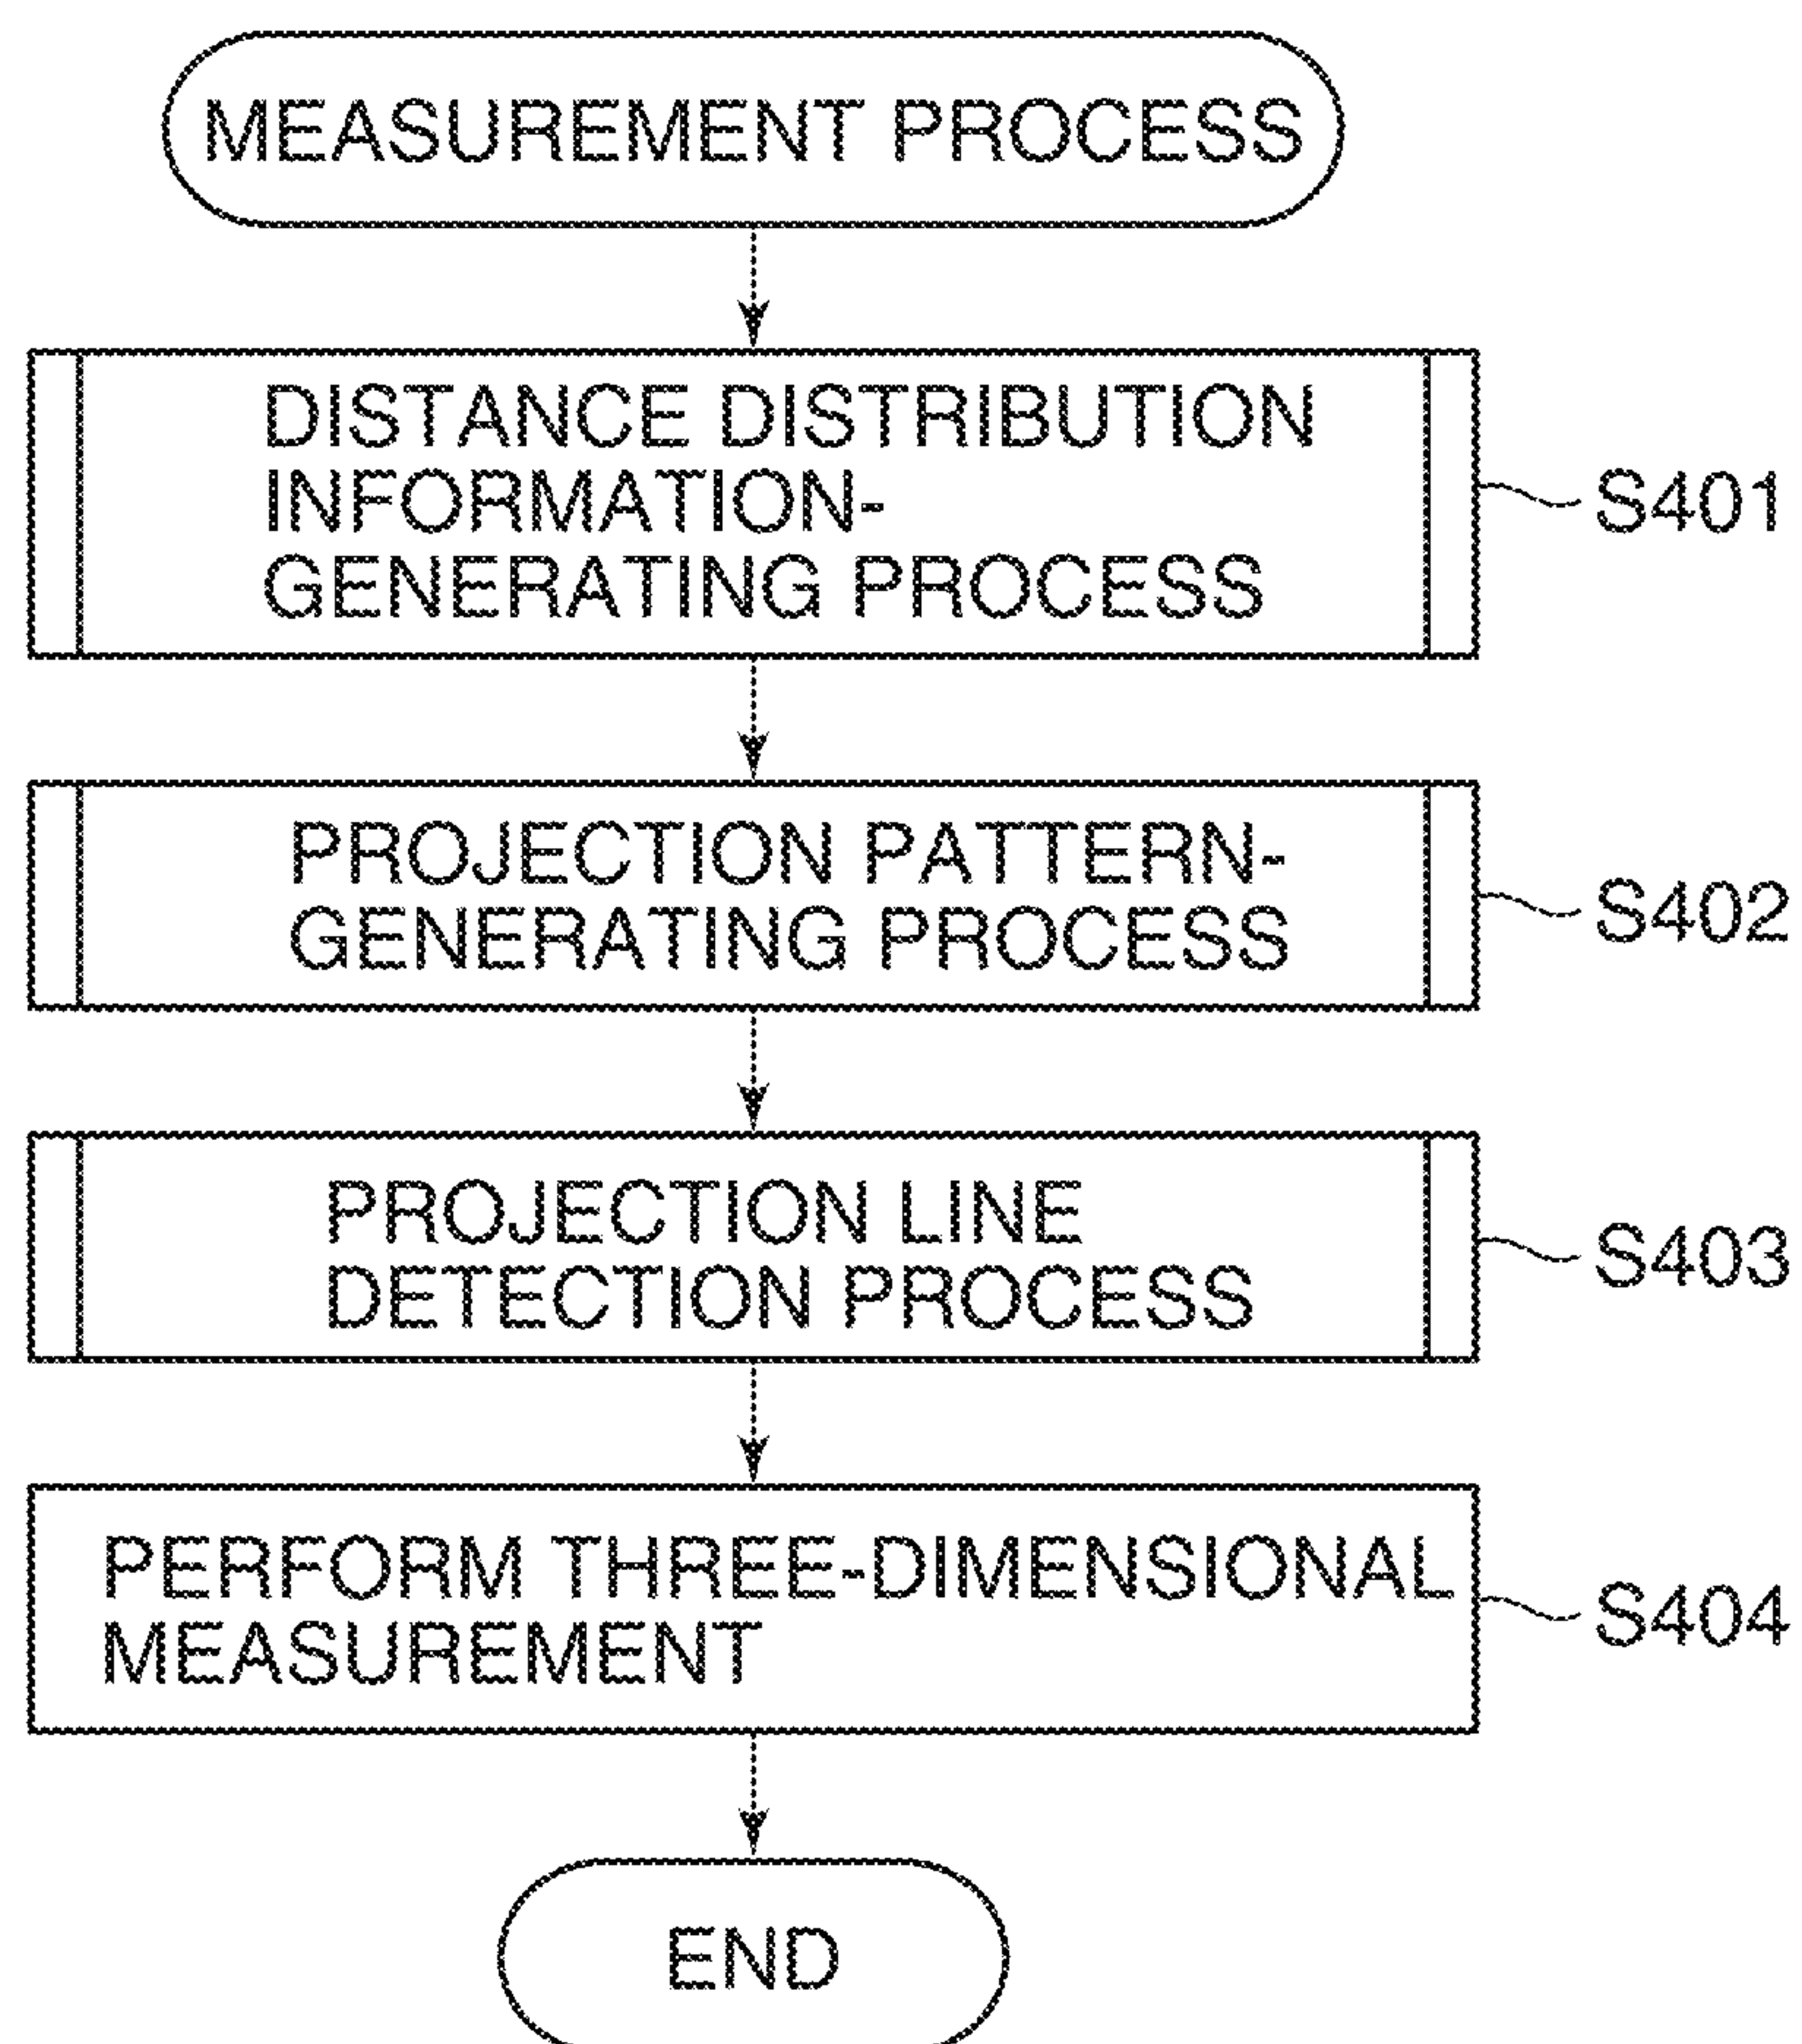 MEASUREMENT PROCESS
DISTANCE DISTRIBUTION
INFORMATION-
GENERATING PROCESS
S401
PROJECTION PATTERN-
GENERATING PROCESS
S402
PROJECTION LINE
DETECTION PROCESS
S403
PERFORM THREE-DIMENSIONAL
MEASUREMENT
S404
END